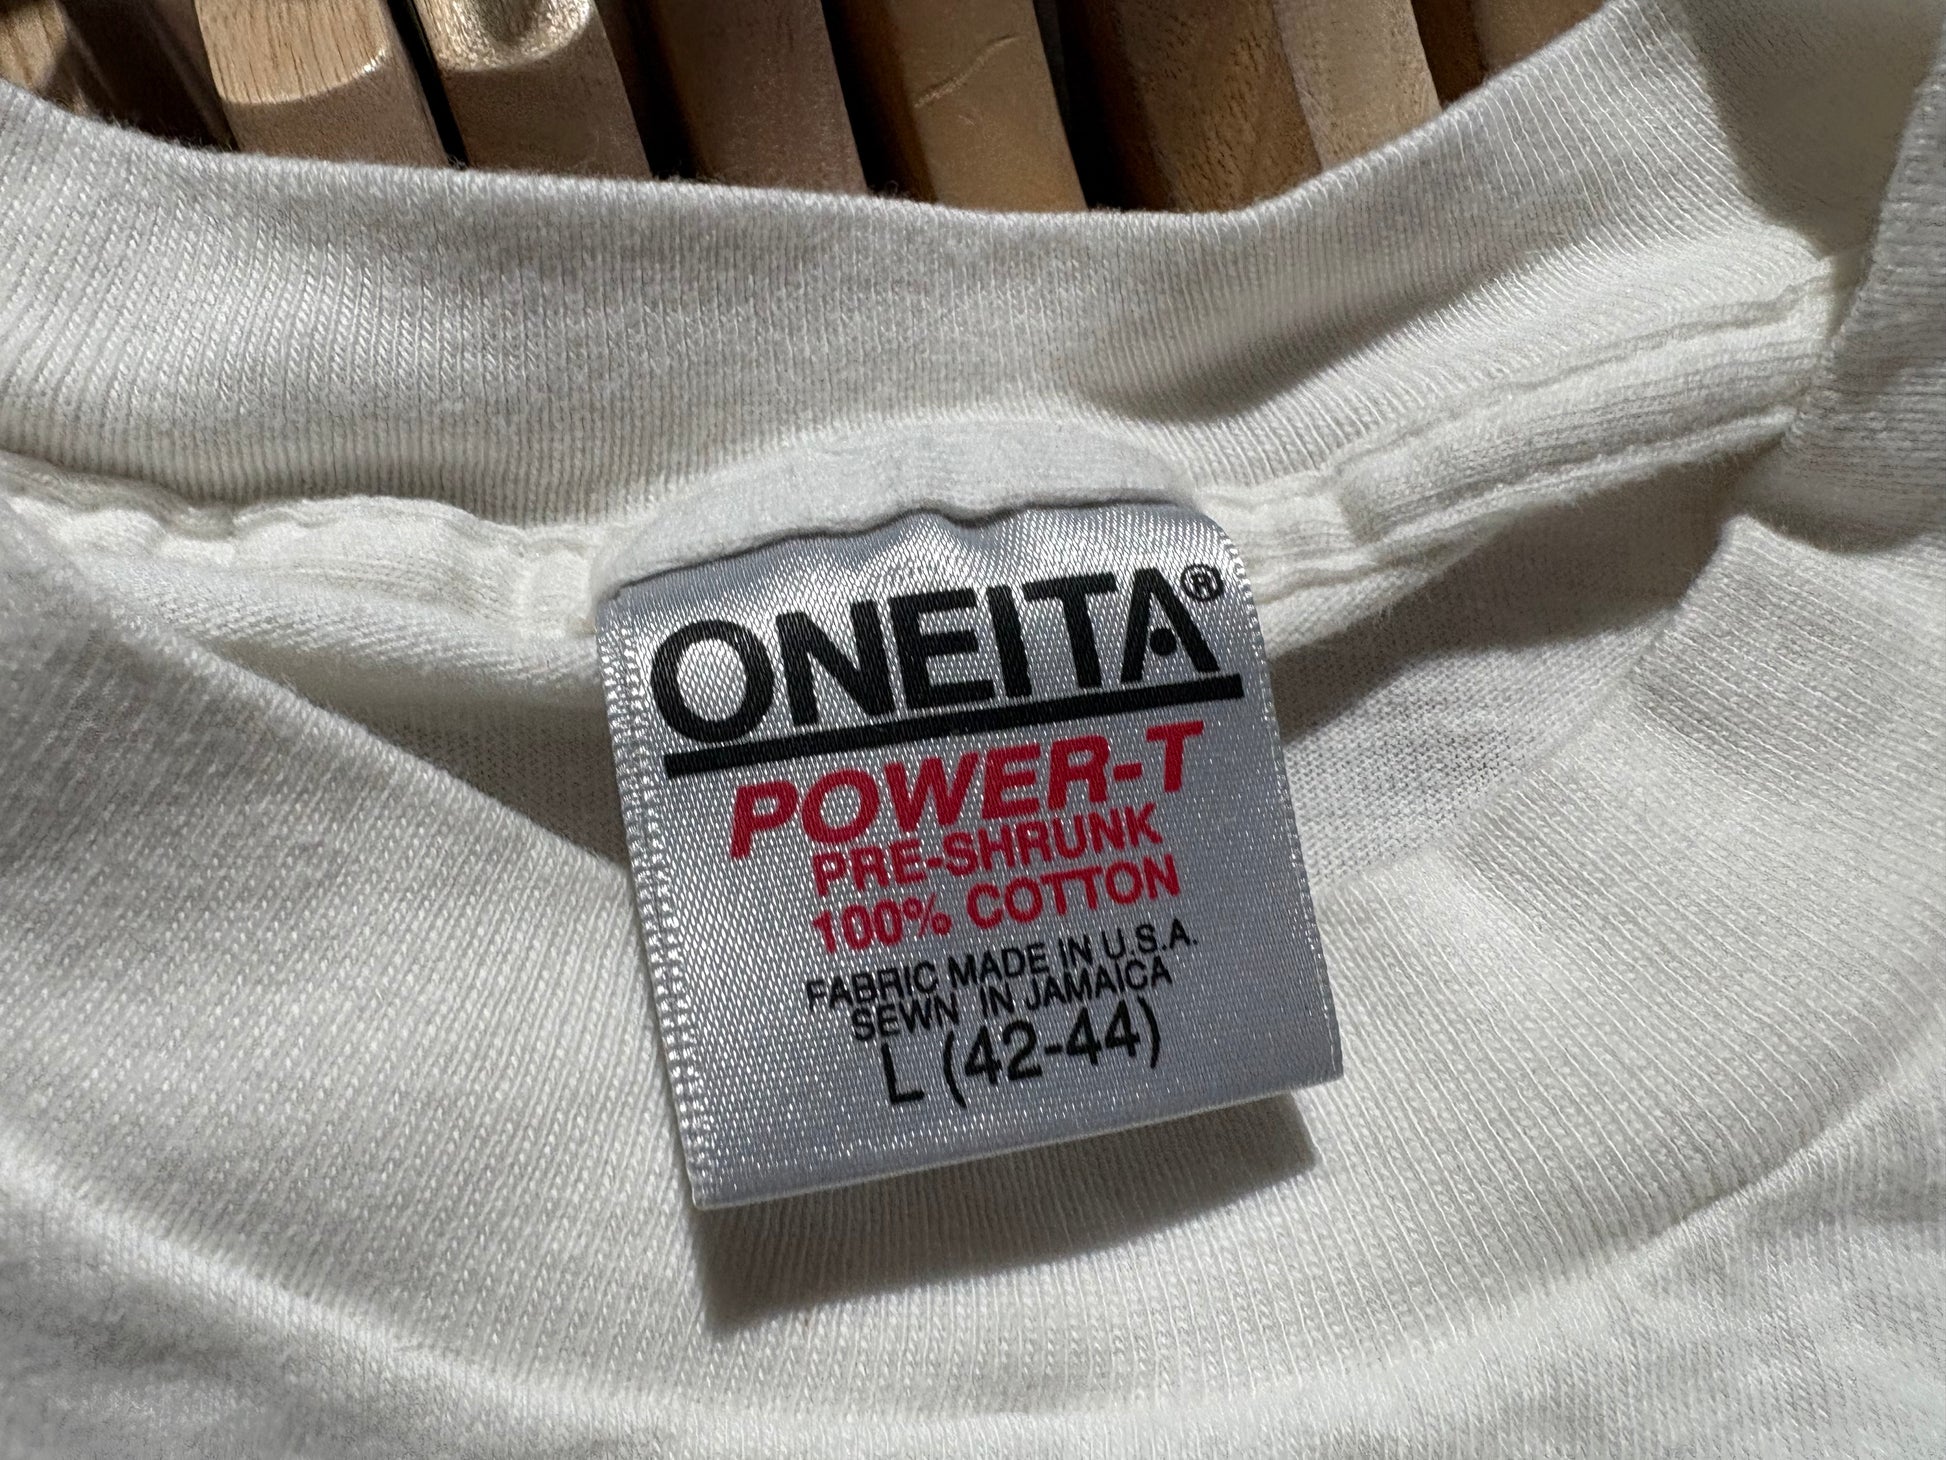 ONEITA®
POWER-T
PRE-SHRUNK
100% COTTON
FABRIC MADE IN U.S.A.
SEWN IN JAMAICA
L (42-44)